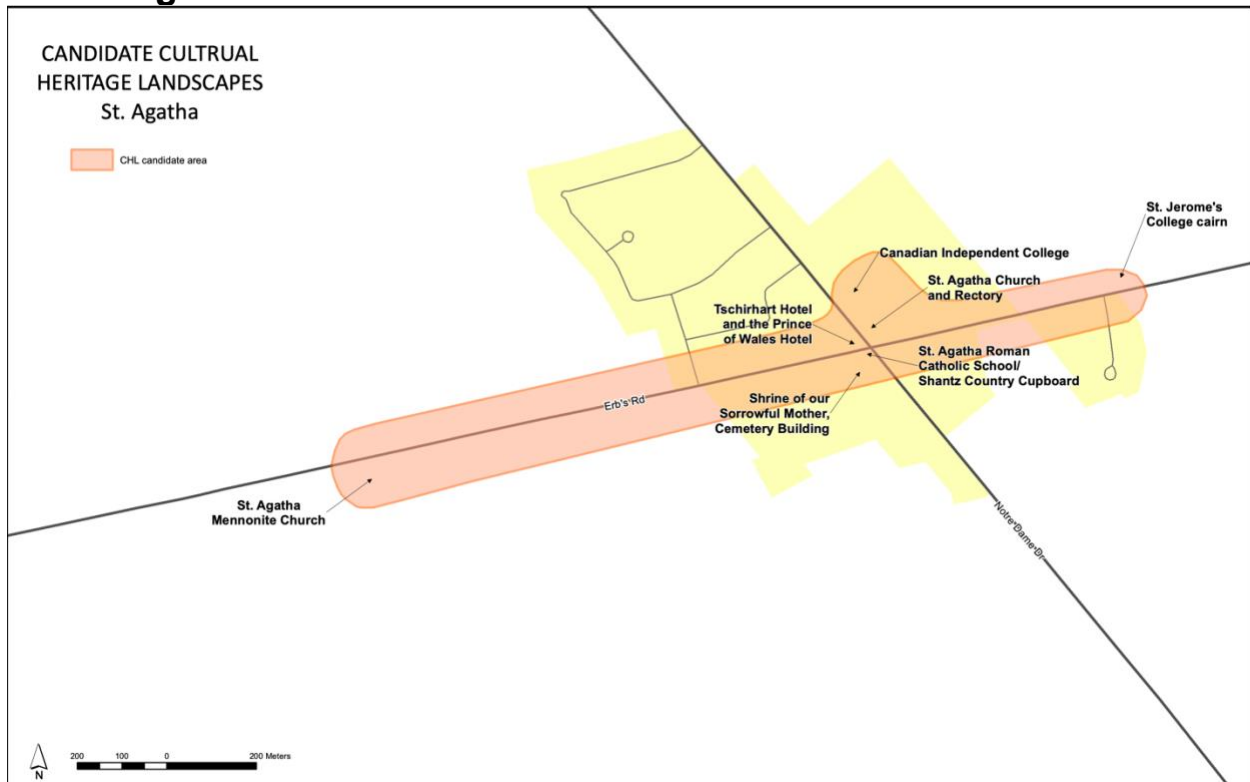 CANDIDATE CULTRUAL
HERITAGE LANDSCAPES
St. Agatha
CHL candidate area
St. Jerome's
College cairn
Canadian Independent College
St. Agatha Church
and Rectory
Tschirhart Hotel
and the Prince
of Wales Hotel
St. Agatha Roman
Catholic School/
Shantz Country Cupboard
Shrine of our
Sorrowful Mother,
Cemetery Building
Erb's Rd
St. Agatha
Mennonite Church
Notre Dame Dr
N
200 100 0 200 Meters